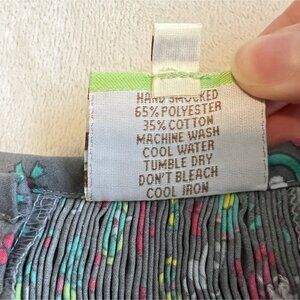 HAND SMOCKED
65% POLYESTER
35% COTTON
MACHINE WASH
COOL WATER
TUMBLE DRY
DON'T BLEACH
COOL IRON